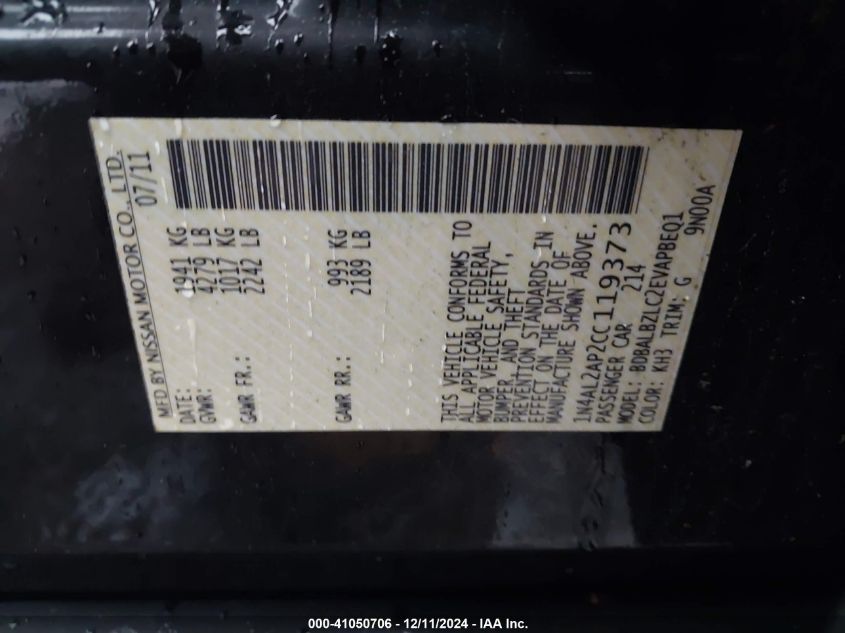 MFD BY NISSAN MOTOR CO., LTD.
DATE: 07/11
GVWR: 1941 KG
4279 LB
GAWR FR.: 1017 KG
2242 LB
GAWR RR.: 993 KG
2189 LB
THIS VEHICLE CONFORMS TO
ALL APPLICABLE FEDERAL
MOTOR VEHICLE SAFETY,
BUMPER, AND THEFT
PREVENTION STANDARDS IN
EFFECT ON THE DATE OF
MANUFACTURE SHOWN ABOVE.
1N4AL2AP2CC119373
PASSENGER CAR 214
MODEL: BDBALBZLC2EVAPBEQ1
COLOR: KH3 TRIM: G 9N00A
000-41050706 - 12/11/2024 - IAA Inc.